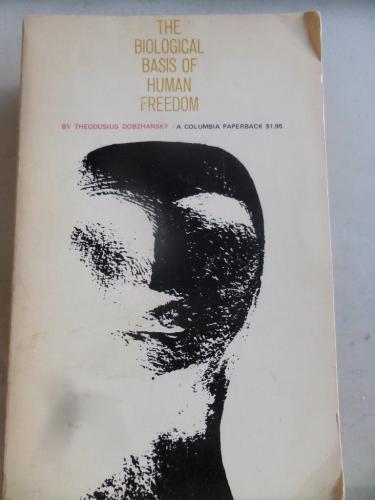 THE
BIOLOGICAL
BASIS OF
HUMAN
FREEDOM
BY THEODOSIUS DOBZHANSKY / A COLUMBIA PAPERBACK $1.95